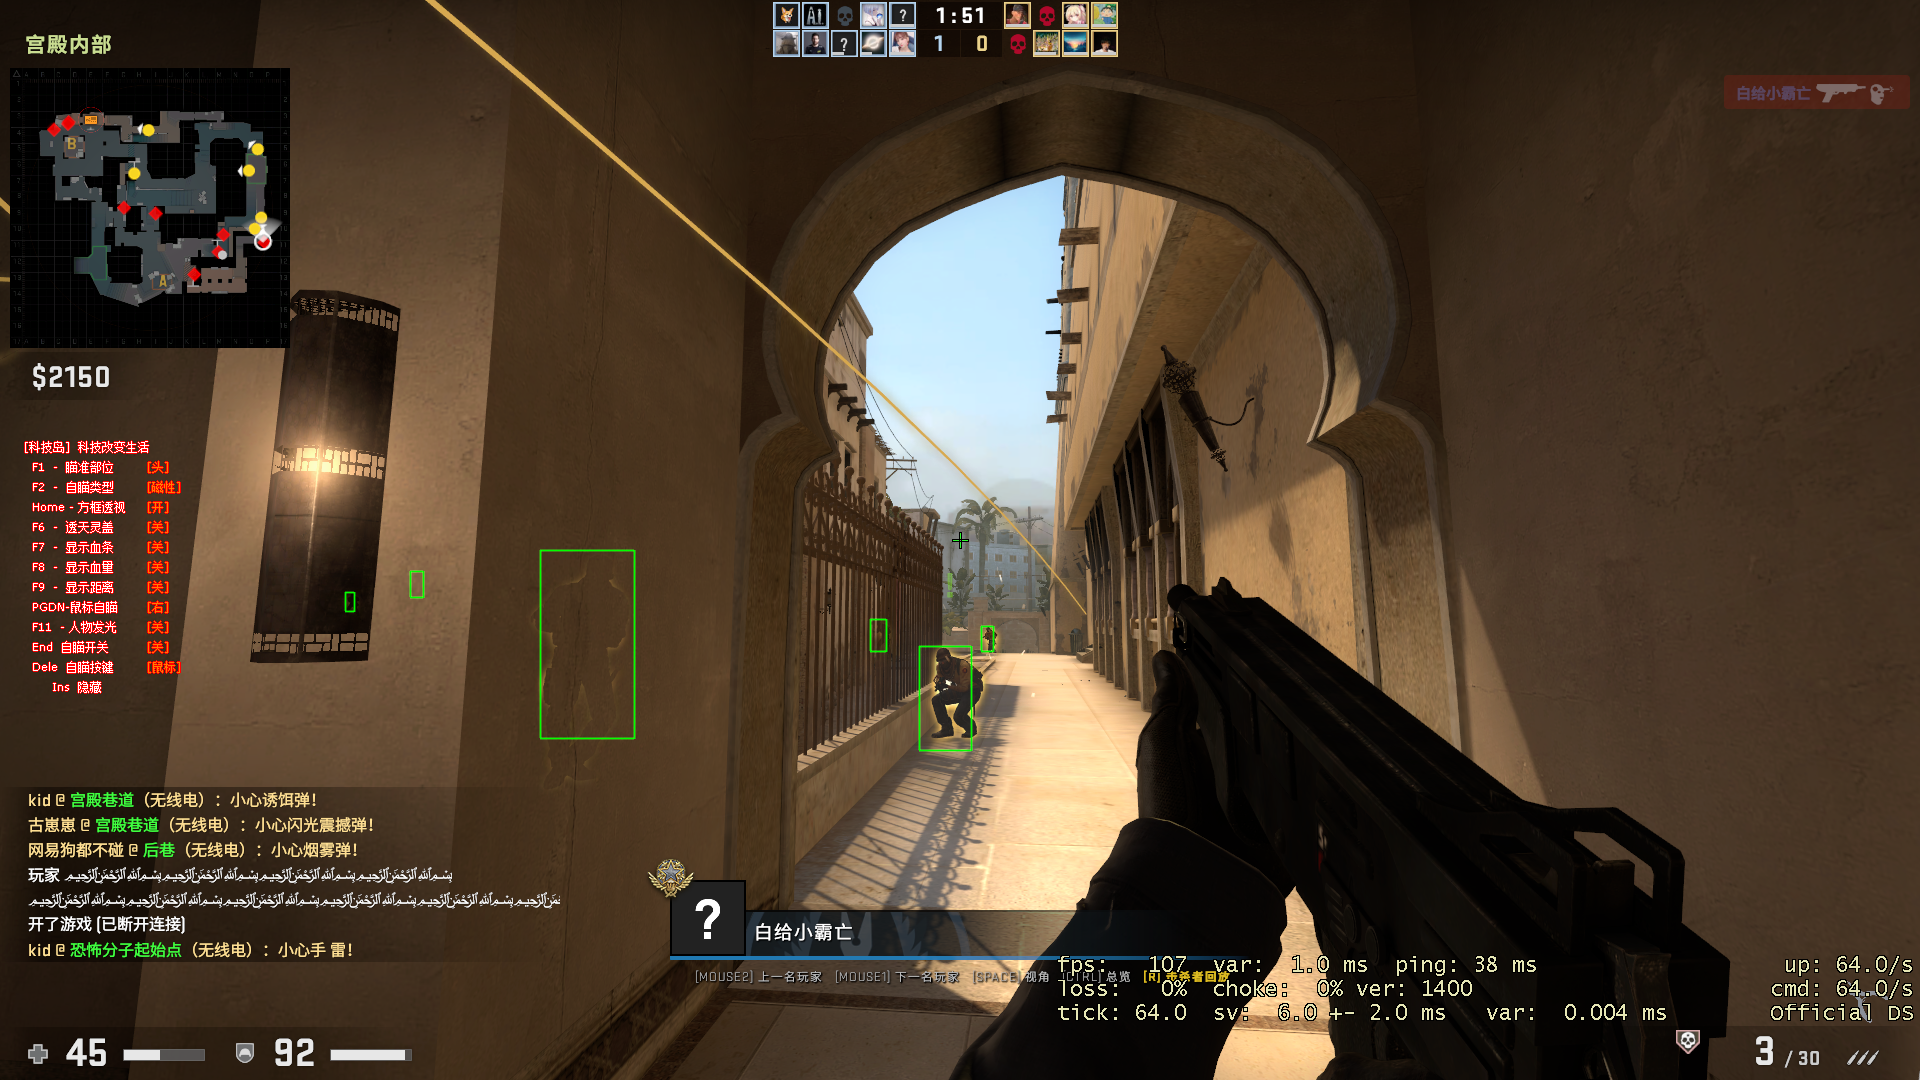 宫殿内部
A.I.
?
1:51
?
1 0
白给小霸亡
B
A
$2150
[科技岛] 科技改变生活
F1 - 瞄准部位 [头]
F2 - 自瞄类型 [磁性]
Home - 方框透视 [开]
F6 - 透天灵盖 [关]
F7 - 显示血条 [关]
F8 - 显示血量 [关]
F9 - 显示距离 [关]
PGDN-鼠标自瞄 [右]
F11 - 人物发光 [关]
End 自瞄开关 [关]
Dele 自瞄按键 [鼠标]
Ins 隐藏
kid @ 宫殿巷道（无线电）：小心诱饵弹！
古崽崽 @ 宫殿巷道（无线电）：小心闪光震撼弹！
网易狗都不碰 @ 后巷（无线电）：小心烟雾弹！
玩家 ﷽﷽﷽﷽
开了游戏 (已断开连接)
kid @ 恐怖分子起始点（无线电）：小心手 雷！
?
白给小霸亡
[MOUSE2] 上一名玩家 [MOUSE1] 下一名玩家 [SPACE] 视角 [CTRL] 总览 [R] 击杀者回放
fps: 107 var: 1.0 ms ping: 38 ms
loss: 0% choke: 0% ver: 1400
tick: 64.0 sv: 6.0 +- 2.0 ms var: 0.004 ms
up: 64.0/s
cmd: 64.0/s
Official DS
45
92
3 / 30